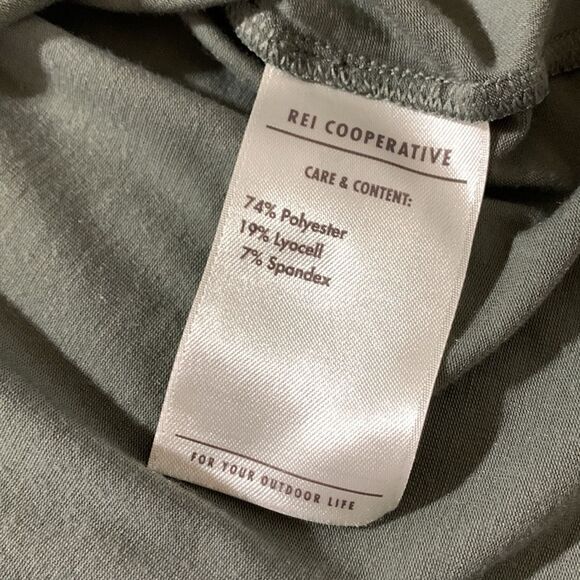 REI COOPERATIVE
CARE & CONTENT:
74% Polyester
19% Lyocell
7% Spandex
FOR YOUR OUTDOOR LIFE